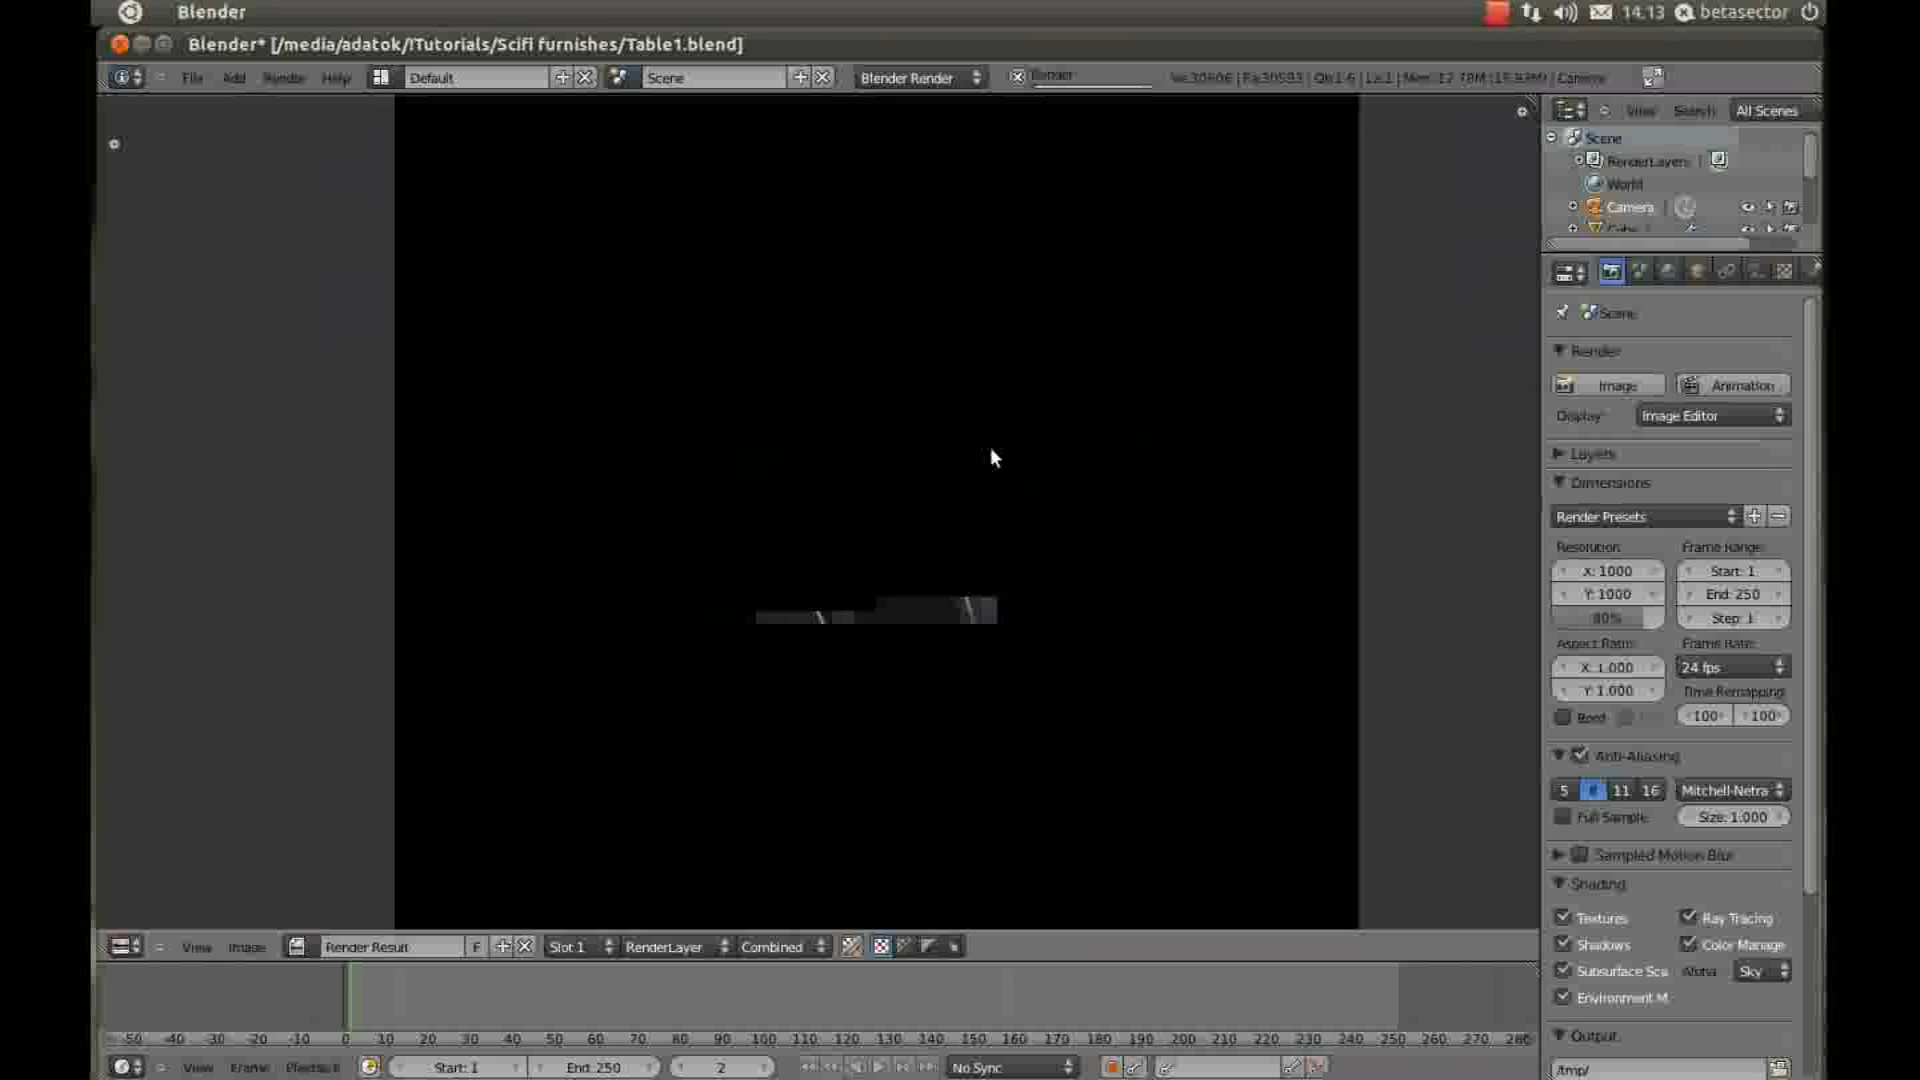 Blender
14.13 betasector
Blender* [/media/adatok/!Tutorials/Scifi furnishes/Table1.blend]
File Add Render Help Default Scene Blender Render Render
View Search All Scenes
Scene
RenderLayers |
World
Camera |
Cube
Scene
Render
Image Animation
Display: Image Editor
Layers
Dimensions
Render Presets
Resolution: Frame Range:
X: 1000 Start: 1
Y: 1000 End: 250
80% Step: 1
Aspect Ratio: Frame Rate:
X: 1.000 24 fps
Y: 1.000 Time Remapping:
Bord 100 100
Anti-Aliasing
5 8 11 16 Mitchell-Netra
Full Sample Size: 1.000
Sampled Motion Blur
Shading
Textures Ray Tracing
Shadows Color Manage
Subsurface Sca Alpha Sky
Environment M
Output
/tmp/
View Image Render Result F Slot 1 RenderLayer Combined
-50 -40 -30 -20 -10 0 10 20 30 40 50 60 70 80 90 100 110 120 130 140 150 160 170 180 190 200 210 220 230 240 250 260 270 280
View Frame Playback Start: 1 End: 250 2 No Sync